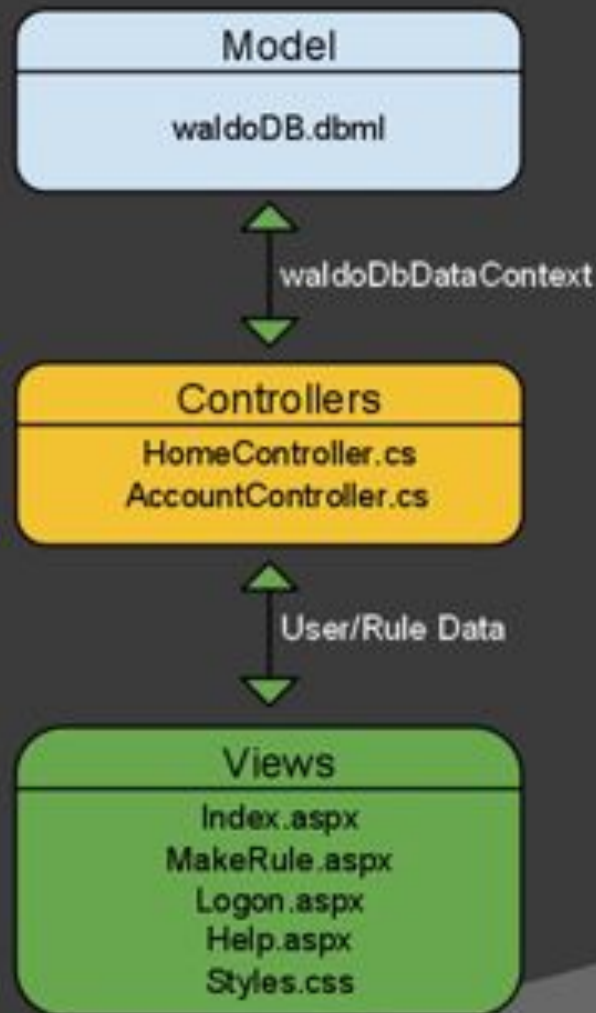 Model
waldoDB.dbml
waldoDbDataContext
Controllers
HomeController.cs
AccountController.cs
User/Rule Data
Views
Index.aspx
MakeRule.aspx
Logon.aspx
Help.aspx
Styles.css